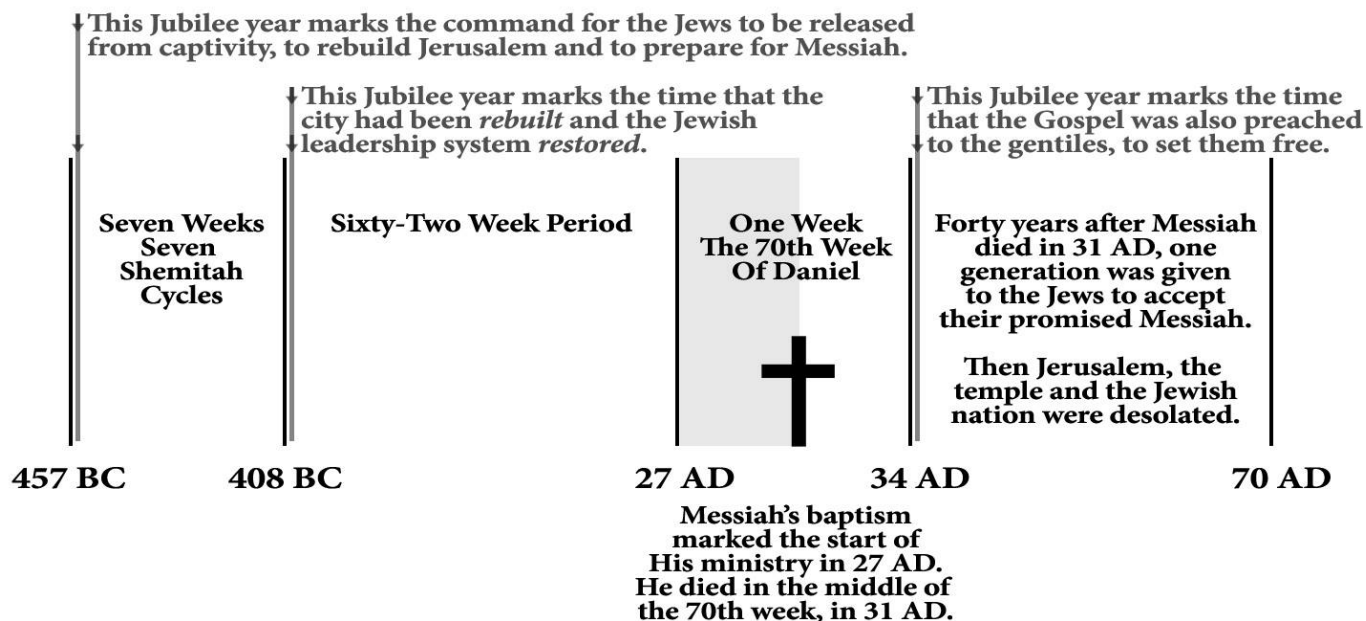 This Jubilee year marks the command for the Jews to be released
from captivity, to rebuild Jerusalem and to prepare for Messiah.
This Jubilee year marks the time that the
city had been rebuilt and the Jewish
leadership system restored.
This Jubilee year marks the time
that the Gospel was also preached
to the gentiles, to set them free.
Seven Weeks
Seven
Shemitah
Cycles
Sixty-Two Week Period
One Week
The 70th Week
Of Daniel
Forty years after Messiah
died in 31 AD, one
generation was given
to the Jews to accept
their promised Messiah.
Then Jerusalem, the
temple and the Jewish
nation were desolated.
457 BC
408 BC
27 AD
34 AD
70 AD
Messiah's baptism
marked the start of
His ministry in 27 AD.
He died in the middle of
the 70th week, in 31 AD.